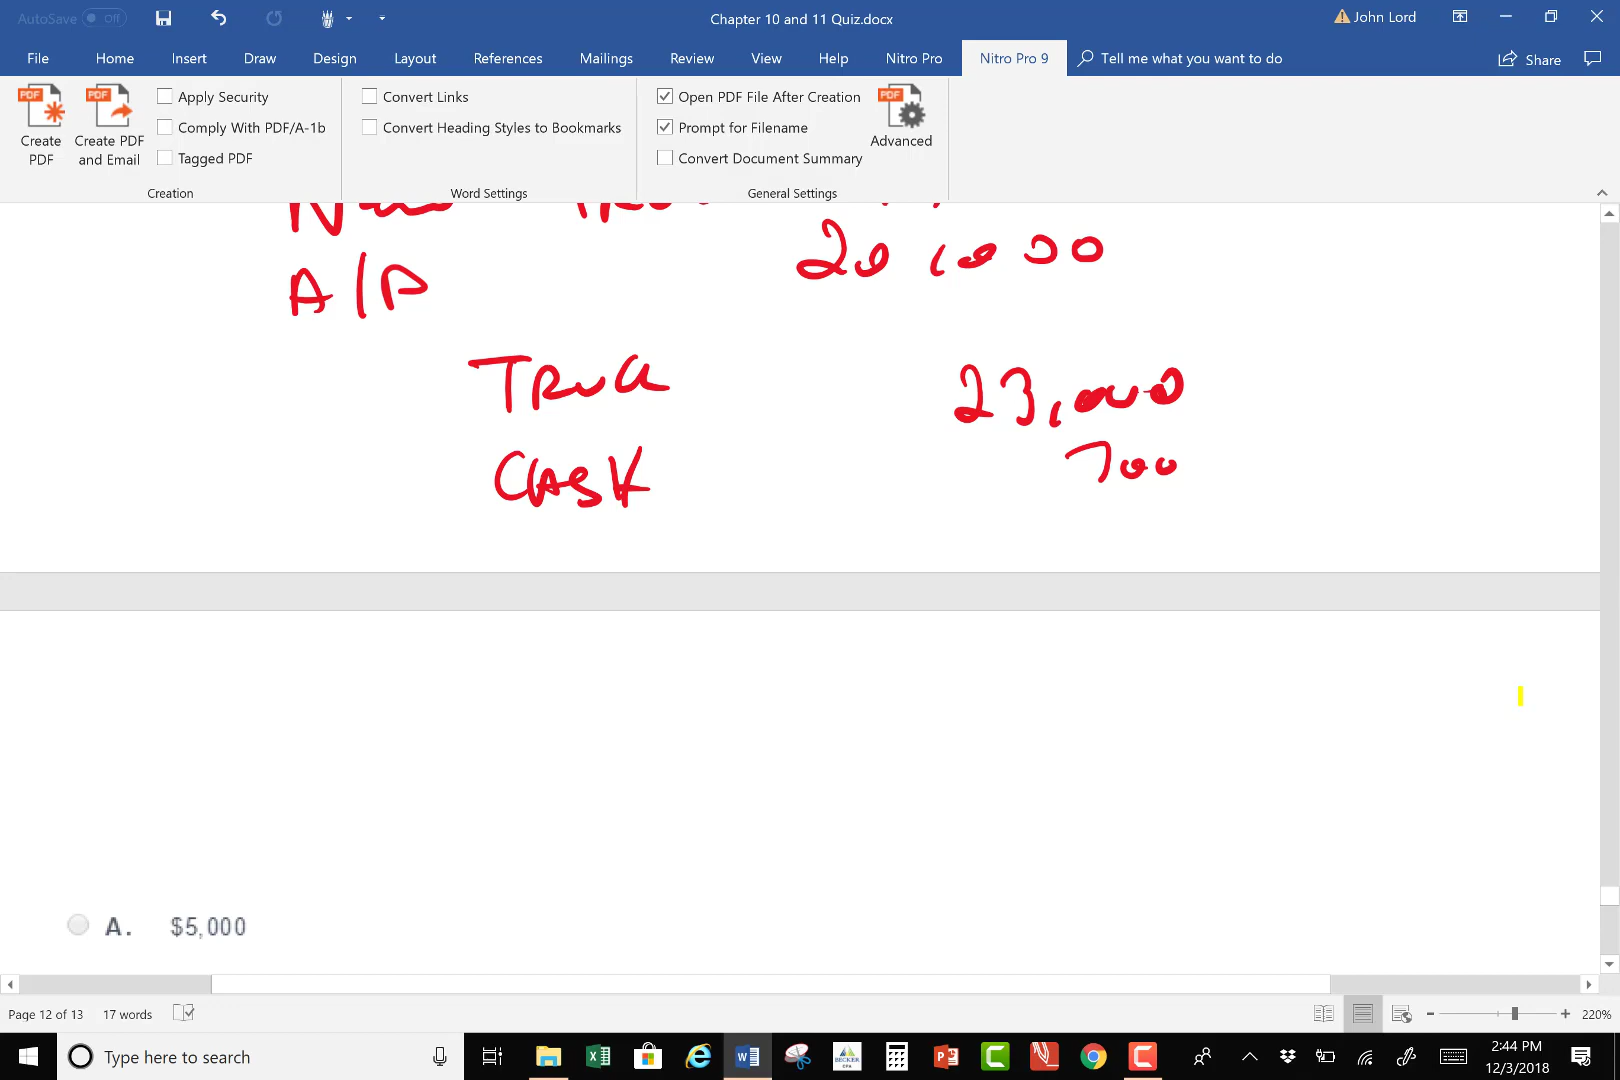 AutoSave Off Chapter 10 and 11 Quiz.docx John Lord
File Home Insert Draw Design Layout References Mailings Review View Help Nitro Pro Nitro Pro 9 Tell me what you want to do Share
Create PDF
Create PDF and Email
Apply Security
Comply With PDF/A-1b
Tagged PDF
Creation
Convert Links
Convert Heading Styles to Bookmarks
Word Settings
Open PDF File After Creation
Prompt for Filename
Convert Document Summary
General Settings
Advanced
A/D 20,000
Truck 23,000
Cash 700
A. $5,000
Page 12 of 13 17 words 220%
Type here to search 2:44 PM
12/3/2018